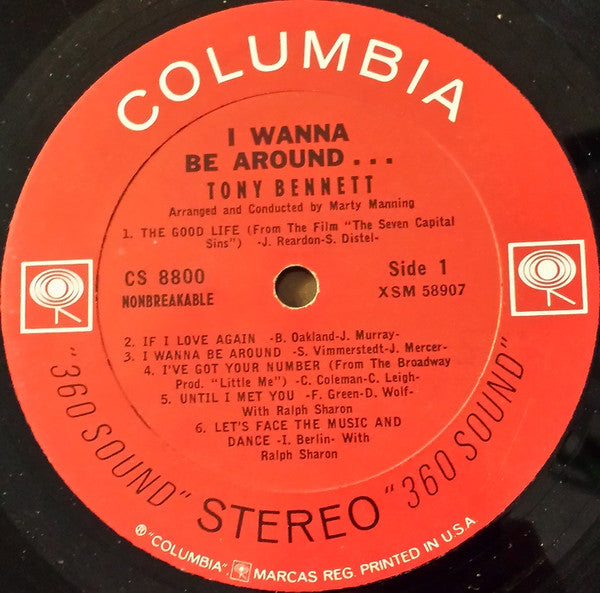 COLUMBIA
I WANNA
BE AROUND...
TONY BENNETT
Arranged and Conducted by Marty Manning
1. THE GOOD LIFE (From The Film "The Seven Capital
Sins") -J. Reardon-S. Distel-
CS 8800
NONBREAKABLE
Side 1
XSM 58907
2. IF I LOVE AGAIN -B. Oakland-J. Murray-
3. I WANNA BE AROUND -S. Vimmerstedt-J. Mercer-
4. I'VE GOT YOUR NUMBER (From The Broadway
Prod. "Little Me") -C. Coleman-C. Leigh-
5. UNTIL I MET YOU -F. Green-D. Wolf-
With Ralph Sharon
6. LET'S FACE THE MUSIC AND
DANCE -I. Berlin- With
Ralph Sharon
"360 SOUND" STEREO "360 SOUND"
® "COLUMBIA", MARCAS REG. PRINTED IN U.S.A.